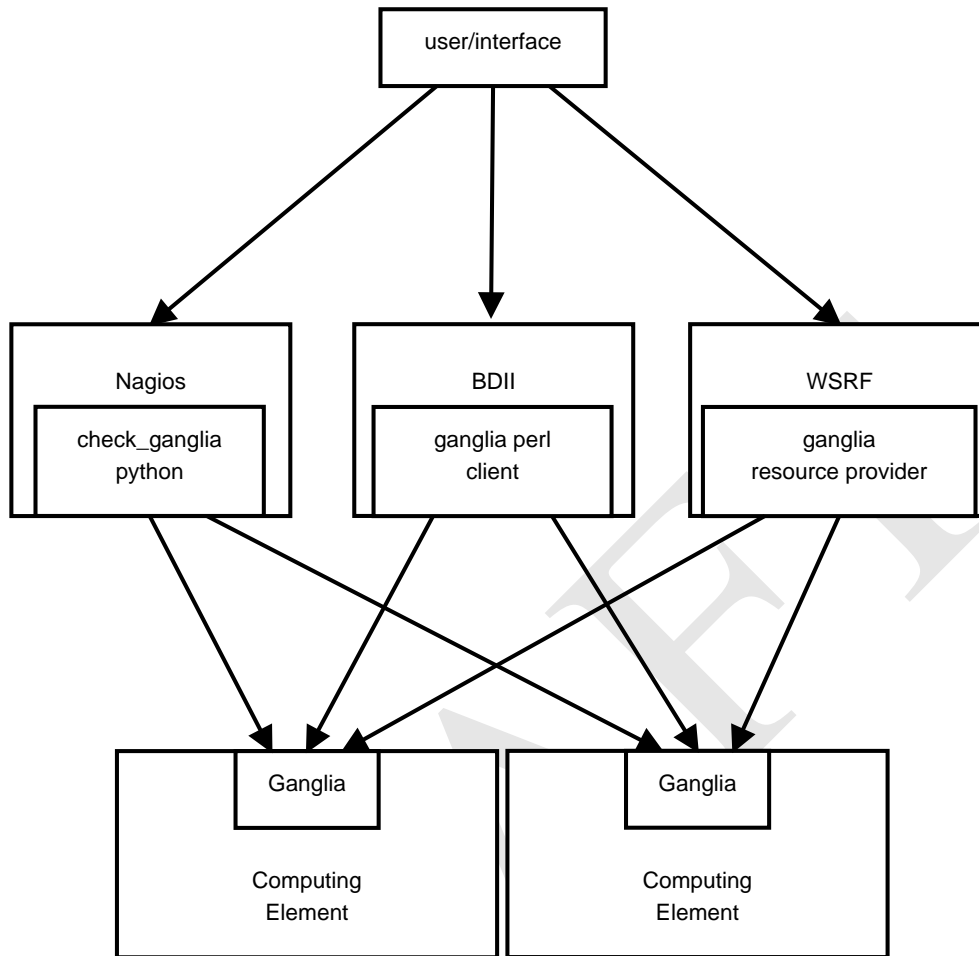 user/interface
Nagios
BDII
WSRF
check_ganglia
python
ganglia perl
client
ganglia
resource provider
Ganglia
Ganglia
Computing
Element
Computing
Element